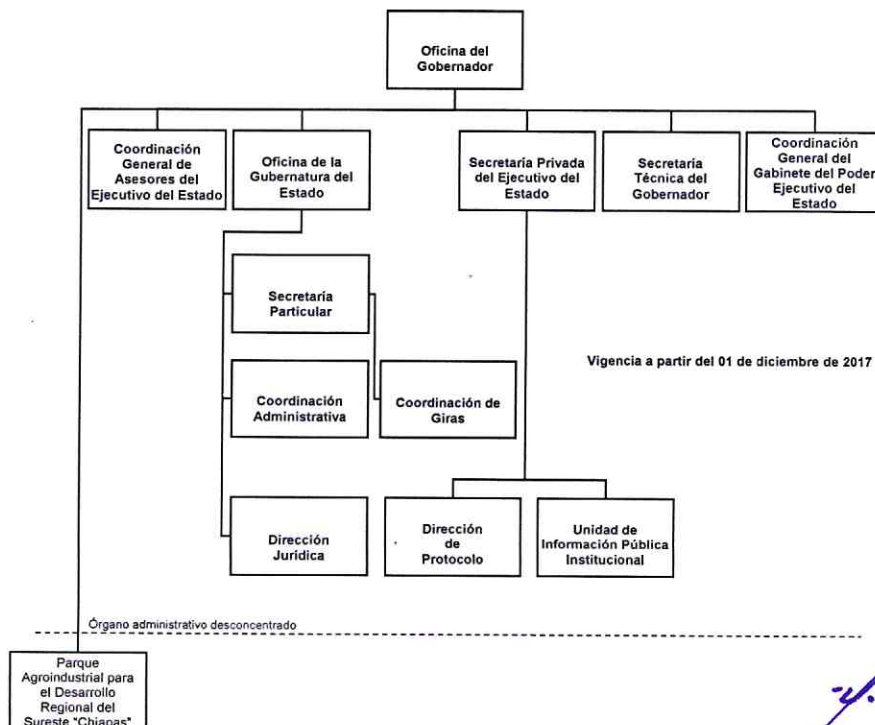 Oficina del
Gobernador
Coordinación
General de
Asesores del
Ejecutivo del Estado
Oficina de la
Gubernatura del
Estado
Secretaría Privada
del Ejecutivo del
Estado
Secretaría
Técnica del
Gobernador
Coordinación
General del
Gabinete del Poder
Ejecutivo del
Estado
Secretaría
Particular
Vigencia a partir del 01 de diciembre de 2017
Coordinación
Administrativa
Coordinación de
Giras
Dirección
Jurídica
Dirección
de
Protocolo
Unidad de
Información Pública
Institucional
Órgano administrativo desconcentrado
Parque
Agroindustrial para
el Desarrollo
Regional del
Sureste "Chiapas"